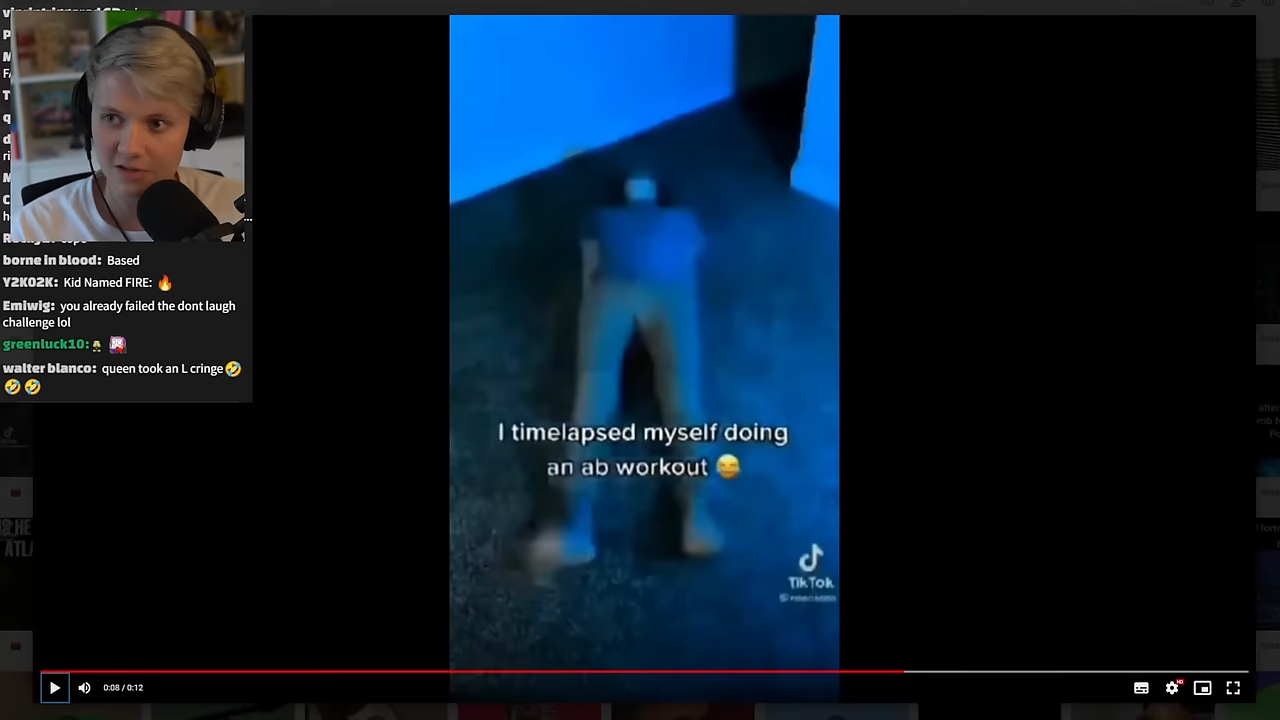 borne in blood: Based
Y2K02K: Kid Named FIRE: 🔥
Emiwig: you already failed the dont laugh
challenge lol
greenluck10:
walter blanco: queen took an L cringe🤣
🤣 🤣
I timelapsed myself doing
an ab workout 😅
TikTok
0:08 / 0:12
HD